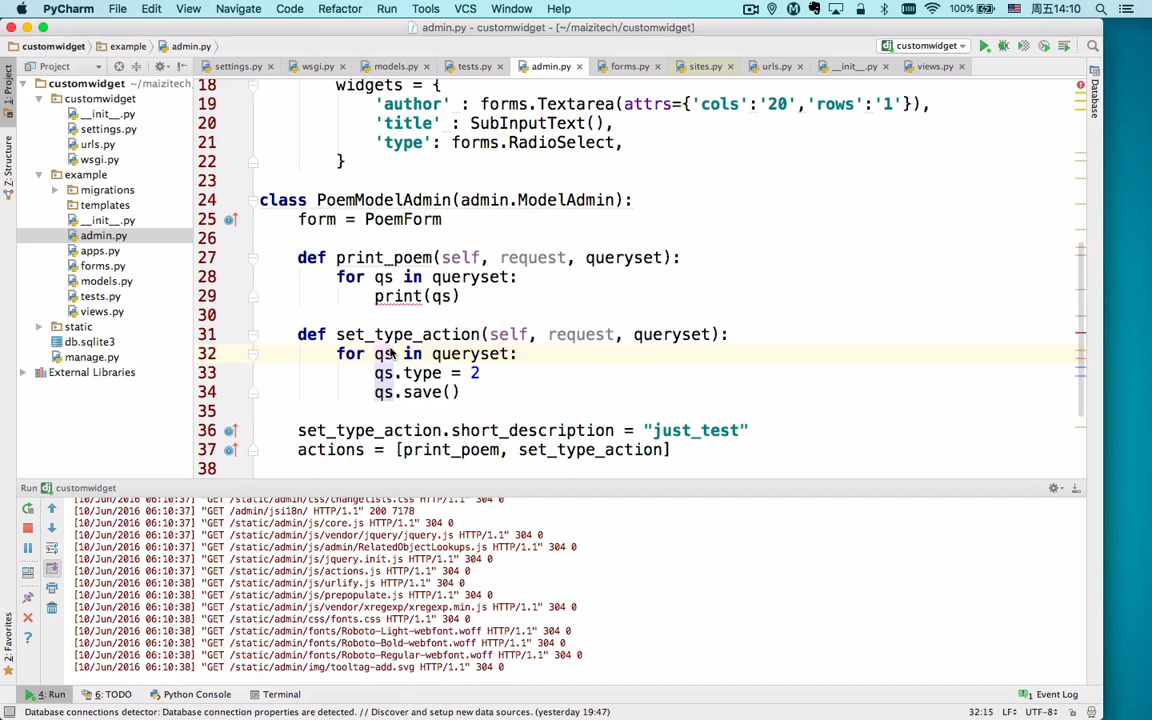 PyCharm File Edit View Navigate Code Refactor Run Tools VCS Window Help 100% 周五14:10
admin.py - customwidget - [~/maizitech/customwidget]
customwidget example admin.py customwidget
Project settings.py wsgi.py models.py tests.py admin.py forms.py sites.py urls.py __init__.py views.py
1: Project
Z: Structure
2: Favorites
Database
customwidget ~/maizitech/customwidget
customwidget
__init__.py
settings.py
urls.py
wsgi.py
example
migrations
templates
__init__.py
admin.py
apps.py
forms.py
models.py
tests.py
views.py
static
db.sqlite3
manage.py
External Libraries
18 widgets = {
19 'author' : forms.Textarea(attrs={'cols':'20','rows':'1'}),
20 'title' : SubInputText(),
21 'type': forms.RadioSelect,
22 }
23
24 class PoemModelAdmin(admin.ModelAdmin):
25 form = PoemForm
26
27 def print_poem(self, request, queryset):
28 for qs in queryset:
29 print(qs)
30
31 def set_type_action(self, request, queryset):
32 for qs in queryset:
33 qs.type = 2
34 qs.save()
35
36 set_type_action.short_description = "just_test"
37 actions = [print_poem, set_type_action]
38
Run customwidget
[10/Jun/2016 06:10:37] "GET /static/admin/css/changelists.css HTTP/1.1" 304 0
[10/Jun/2016 06:10:37] "GET /admin/jsi18n/ HTTP/1.1" 200 7178
[10/Jun/2016 06:10:37] "GET /static/admin/js/core.js HTTP/1.1" 304 0
[10/Jun/2016 06:10:37] "GET /static/admin/js/vendor/jquery/jquery.js HTTP/1.1" 304 0
[10/Jun/2016 06:10:37] "GET /static/admin/js/admin/RelatedObjectLookups.js HTTP/1.1" 304 0
[10/Jun/2016 06:10:37] "GET /static/admin/js/jquery.init.js HTTP/1.1" 304 0
[10/Jun/2016 06:10:37] "GET /static/admin/js/actions.js HTTP/1.1" 304 0
[10/Jun/2016 06:10:38] "GET /static/admin/js/urlify.js HTTP/1.1" 304 0
[10/Jun/2016 06:10:38] "GET /static/admin/js/prepopulate.js HTTP/1.1" 304 0
[10/Jun/2016 06:10:38] "GET /static/admin/js/vendor/xregexp/xregexp.min.js HTTP/1.1" 304 0
[10/Jun/2016 06:10:38] "GET /static/admin/css/fonts.css HTTP/1.1" 304 0
[10/Jun/2016 06:10:38] "GET /static/admin/fonts/Roboto-Light-webfont.woff HTTP/1.1" 304 0
[10/Jun/2016 06:10:38] "GET /static/admin/fonts/Roboto-Bold-webfont.woff HTTP/1.1" 304 0
[10/Jun/2016 06:10:38] "GET /static/admin/fonts/Roboto-Regular-webfont.woff HTTP/1.1" 304 0
[10/Jun/2016 06:10:38] "GET /static/admin/img/tooltag-add.svg HTTP/1.1" 304 0
4: Run 6: TODO Python Console Terminal 1 Event Log
Database connections detector: Database connection properties are detected. // Discover and setup new data sources. (yesterday 19:47) 32:15 LF÷ UTF-8÷